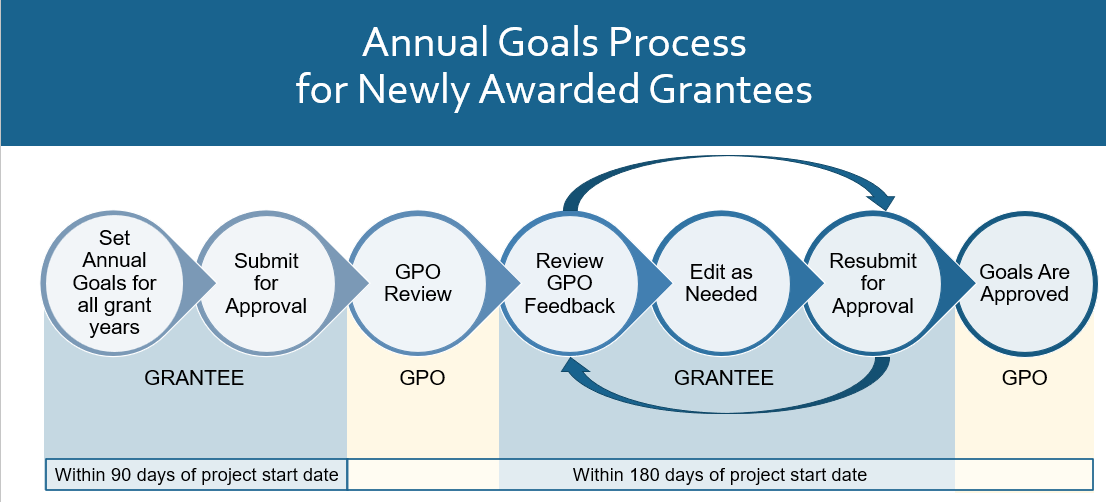 Annual Goals Process
for Newly Awarded Grantees
Set
Annual
Goals for
all grant
years
Submit
for
Approval
GPO
Review
Review
GPO
Feedback
Edit as
Needed
Resubmit
for
Approval
Goals Are
Approved
GRANTEE
GPO
GRANTEE
GPO
Within 90 days of project start date
Within 180 days of project start date